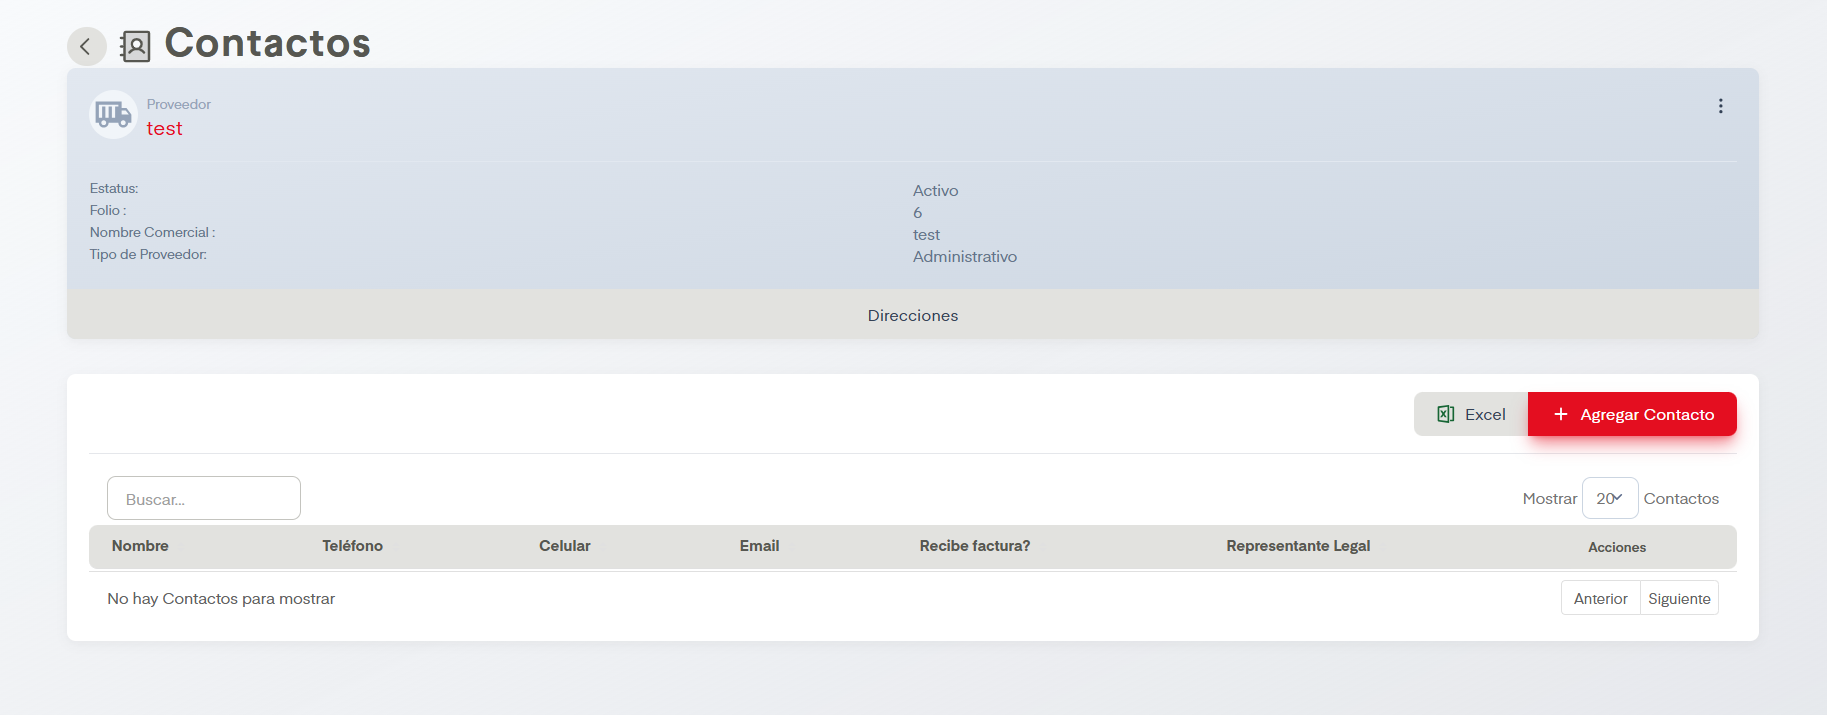 Contactos
Proveedor
test
Estatus: Activo
Folio : 6
Nombre Comercial : test
Tipo de Proveedor: Administrativo
Direcciones
Excel + Agregar Contacto
Buscar... Mostrar 20 Contactos
Nombre Teléfono Celular Email Recibe factura? Representante Legal Acciones
No hay Contactos para mostrar Anterior Siguiente